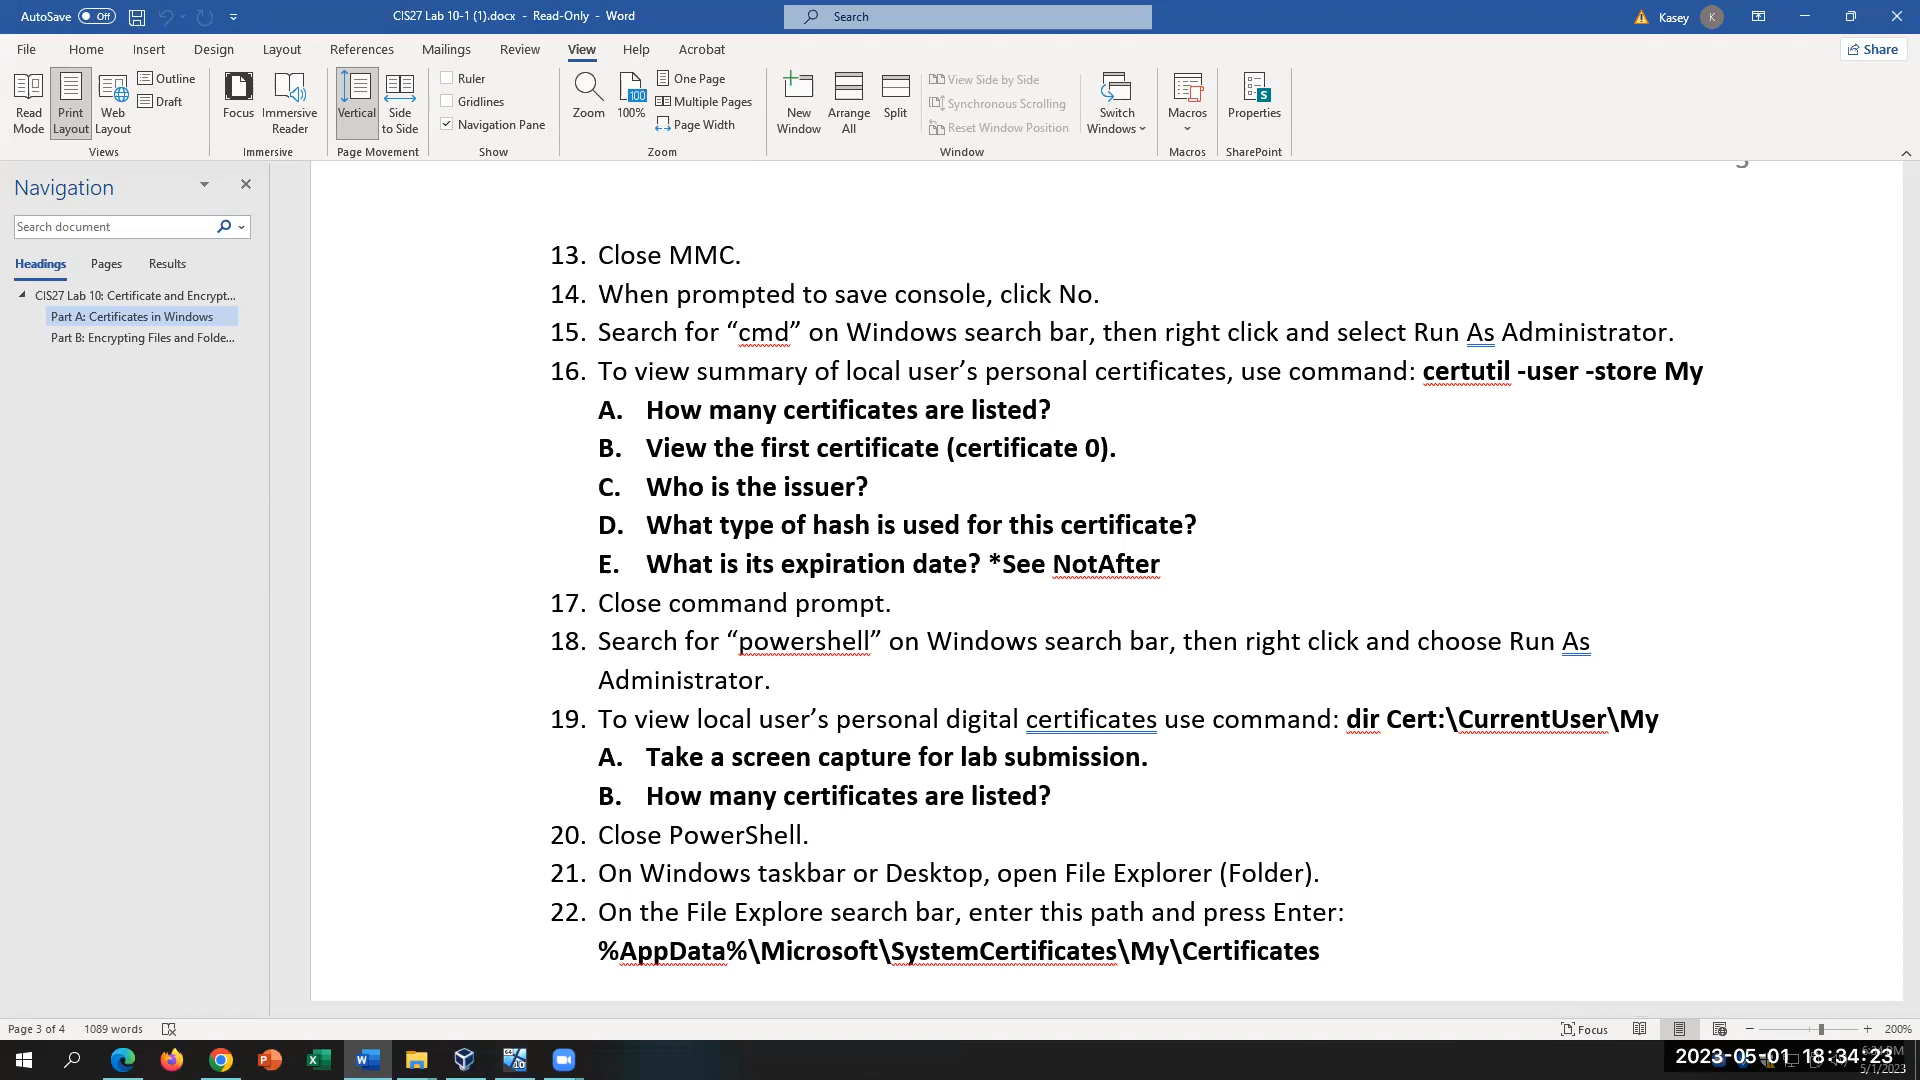 AutoSave Off CIS27 Lab 10-1 (1).docx - Read-Only - Word Search Kasey K
File Home Insert Design Layout References Mailings Review View Help Acrobat Share
Read Mode
Print Layout
Web Layout
Outline
Draft
Views
Focus
Immersive Reader
Immersive
Vertical
Side to Side
Page Movement
Ruler
Gridlines
Navigation Pane
Show
Zoom
100
100%
One Page
Multiple Pages
Page Width
Zoom
New Window
Arrange All
Split
View Side by Side
Synchronous Scrolling
Reset Window Position
Window
Switch Windows
Macros
Macros
Properties
SharePoint
Navigation
Search document
Headings Pages Results
CIS27 Lab 10: Certificate and Encrypt...
Part A: Certificates in Windows
Part B: Encrypting Files and Folde...
13. Close MMC.
14. When prompted to save console, click No.
15. Search for “cmd” on Windows search bar, then right click and select Run As Administrator.
16. To view summary of local user’s personal certificates, use command: certutil -user -store My
A. How many certificates are listed?
B. View the first certificate (certificate 0).
C. Who is the issuer?
D. What type of hash is used for this certificate?
E. What is its expiration date? *See NotAfter
17. Close command prompt.
18. Search for “powershell” on Windows search bar, then right click and choose Run As
Administrator.
19. To view local user’s personal digital certificates use command: dir Cert:\CurrentUser\My
A. Take a screen capture for lab submission.
B. How many certificates are listed?
20. Close PowerShell.
21. On Windows taskbar or Desktop, open File Explorer (Folder).
22. On the File Explore search bar, enter this path and press Enter:
%AppData%\Microsoft\SystemCertificates\My\Certificates
Page 3 of 4 1089 words Focus 200%
2023-05-01 18:34:23
5/1/2023